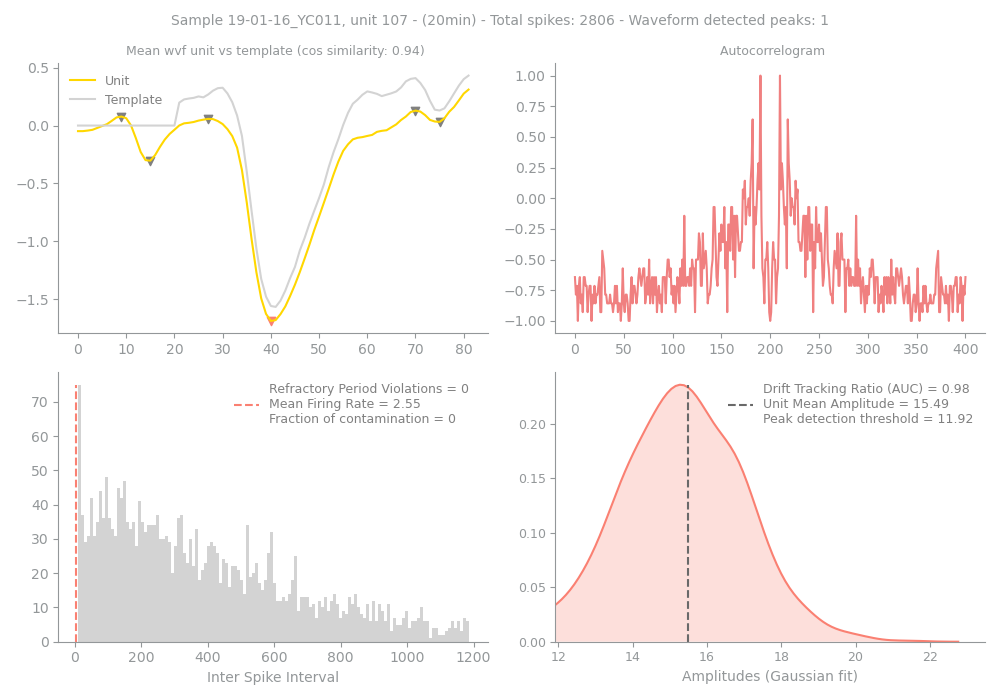 Sample 19-01-16_YC011, unit 107 - (20min) - Total spikes: 2806 - Waveform detected peaks: 1
Mean wvf unit vs template (cos similarity: 0.94)
0.5
0.0
−0.5
−1.0
−1.5
Unit
Template
0 10 20 30 40 50 60 70 80
Autocorrelogram
1.00
0.75
0.50
0.25
0.00
−0.25
−0.50
−0.75
−1.00
0 50 100 150 200 250 300 350 400
70
60
50
40
30
20
10
0
Refractory Period Violations = 0
Mean Firing Rate = 2.55
Fraction of contamination = 0
0 200 400 600 800 1000 1200
Inter Spike Interval
0.20
0.15
0.10
0.05
0.00
Drift Tracking Ratio (AUC) = 0.98
Unit Mean Amplitude = 15.49
Peak detection threshold = 11.92
12 14 16 18 20 22
Amplitudes (Gaussian fit)